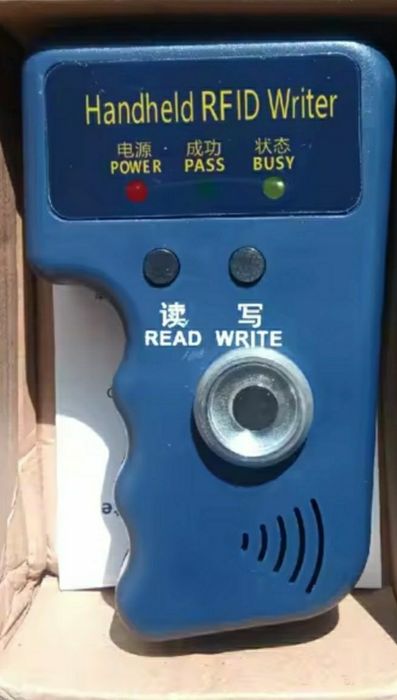 Handheld RFID Writer
电源 成功 状态
POWER PASS BUSY
读 写
READ WRITE